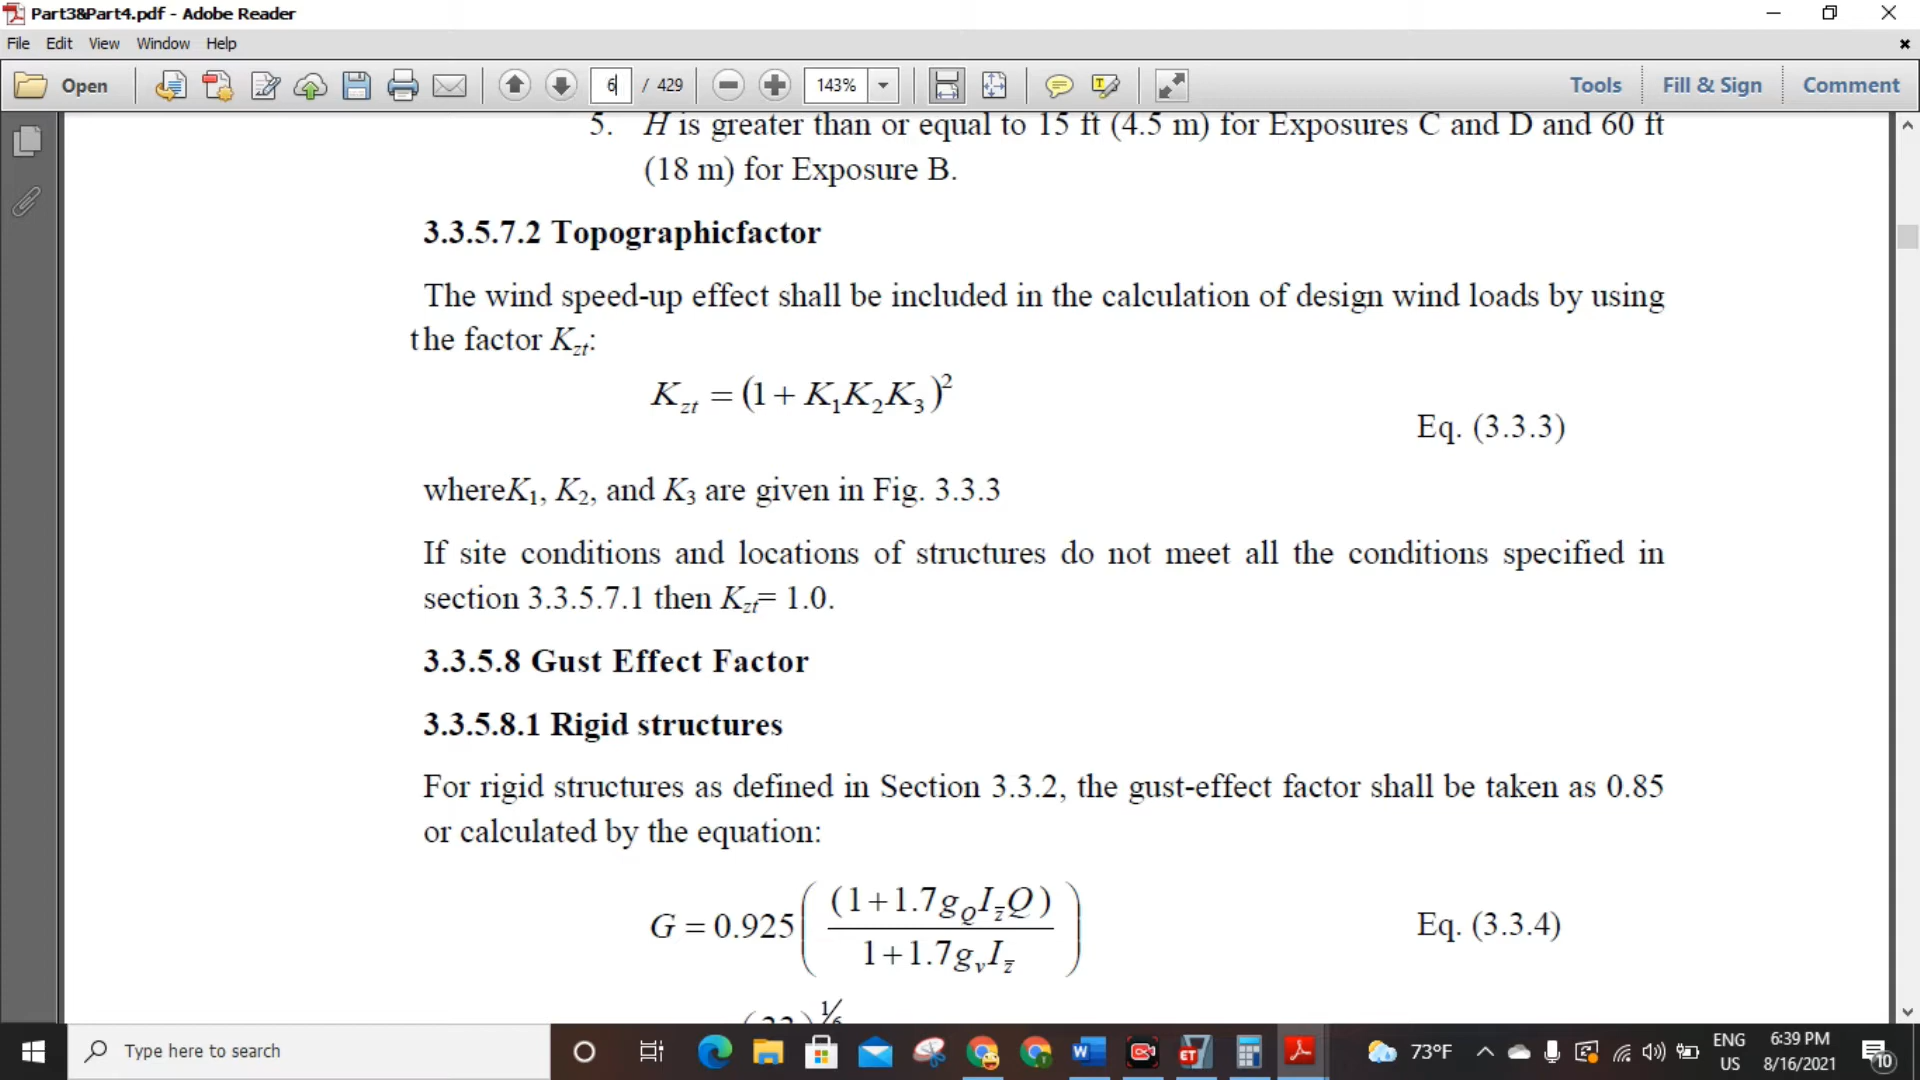 Part3&Part4.pdf - Adobe Reader
File Edit View Window Help
Open 6 / 429 143% Tools Fill & Sign Comment
5. H is greater than or equal to 15 ft (4.5 m) for Exposures C and D and 60 ft
(18 m) for Exposure B.
3.3.5.7.2 Topographicfactor
The wind speed-up effect shall be included in the calculation of design wind loads by using
the factor Kzt:
Kzt = (1 + K1K2K3)²
Eq. (3.3.3)
whereK1, K2, and K3 are given in Fig. 3.3.3
If site conditions and locations of structures do not meet all the conditions specified in
section 3.3.5.7.1 then Kzt= 1.0.
3.3.5.8 Gust Effect Factor
3.3.5.8.1 Rigid structures
For rigid structures as defined in Section 3.3.2, the gust-effect factor shall be taken as 0.85
or calculated by the equation:
(1+1.7gQIz̄Q)
G = 0.925 Eq. (3.3.4)
1+1.7gvIz̄
Type here to search
73°F
ENG
US
6:39 PM
8/16/2021
10